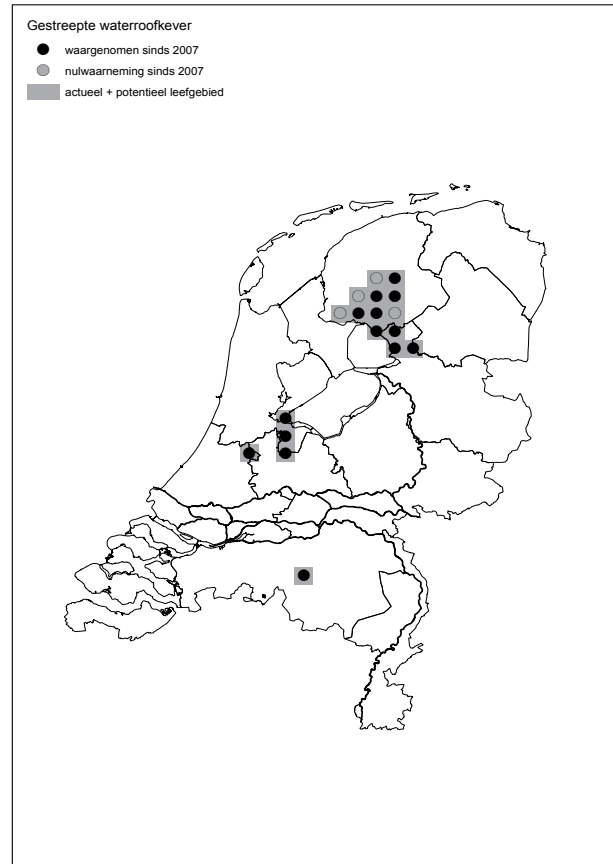 Gestreepte waterroofkever
waargenomen sinds 2007
nulwaarneming sinds 2007
actueel + potentieel leefgebied